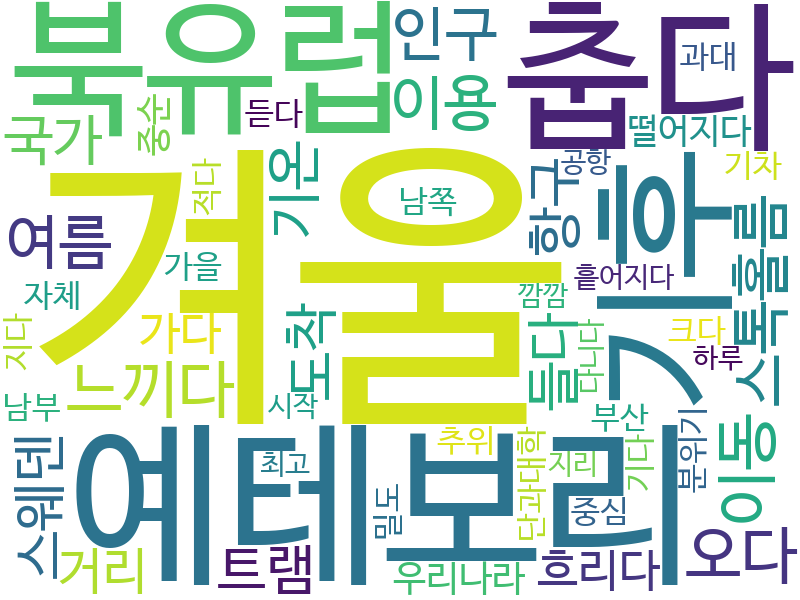 북유럽
인구
춥다
과대
국가
중순
듣다
이용
떨어지다
겨울
적다
기온
남쪽
항구
공항
기후
기차
여름
가을
자체
흩어지다
스톡홀름
지다
가다
도착
깜깜
들다
다니다
크다
하루
느끼다
남부
시작
부산
예테보리
스웨덴
최고
추위
단과대학
지리
기다
분위기
이동
밀도
중심
거리
트램
우리나라
흐리다
오다